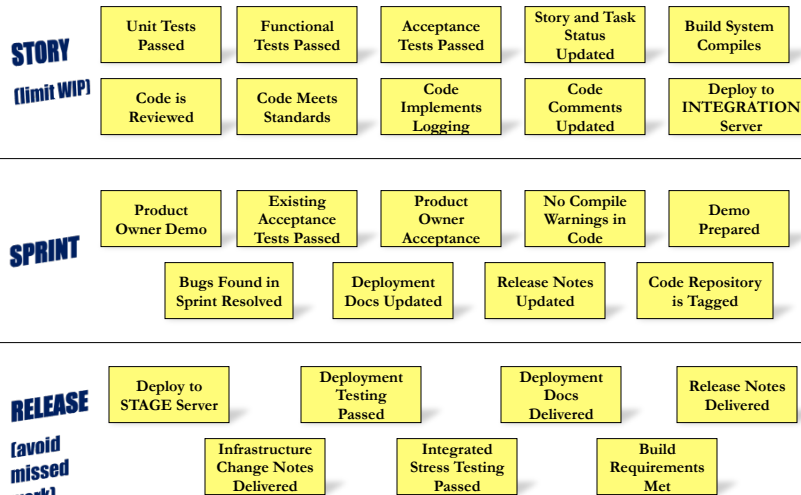 STORY
(limit WIP)
Unit Tests
Passed
Functional
Tests Passed
Acceptance
Tests Passed
Story and Task
Status
Updated
Build System
Compiles
Code is
Reviewed
Code Meets
Standards
Code
Implements
Logging
Code
Comments
Updated
Deploy to
INTEGRATION
Server
SPRINT
Product
Owner Demo
Existing
Acceptance
Tests Passed
Product
Owner
Acceptance
No Compile
Warnings in
Code
Demo
Prepared
Bugs Found in
Sprint Resolved
Deployment
Docs Updated
Release Notes
Updated
Code Repository
is Tagged
RELEASE
(avoid
missed
Deploy to
STAGE Server
Deployment
Testing
Passed
Deployment
Docs
Delivered
Release Notes
Delivered
Infrastructure
Change Notes
Delivered
Integrated
Stress Testing
Passed
Build
Requirements
Met